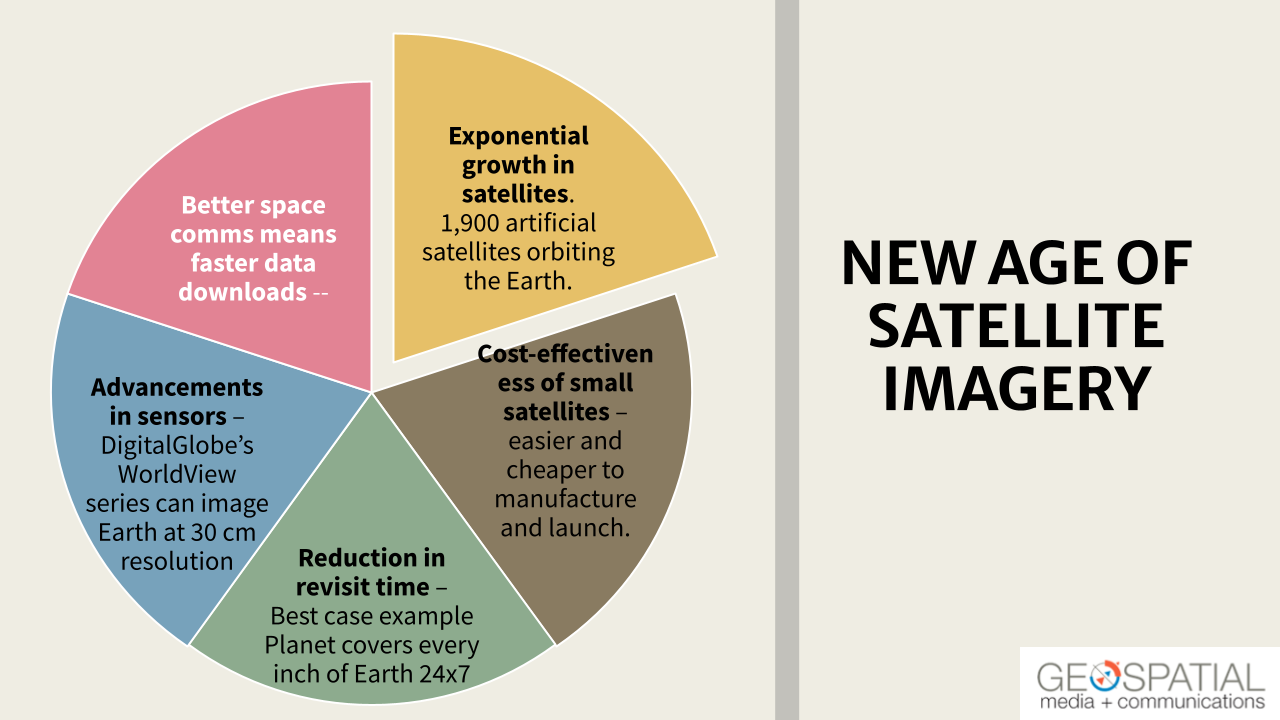 Exponential
growth in
satellites.
1,900 artificial
satellites orbiting
the Earth.
Cost-effectiven
ess of small
satellites –
easier and
cheaper to
manufacture
and launch.
Reduction in
revisit time –
Best case example
Planet covers every
inch of Earth 24x7
Advancements
in sensors –
DigitalGlobe’s
WorldView
series can image
Earth at 30 cm
resolution
Better space
comms means
faster data
downloads --
NEW AGE OF
SATELLITE
IMAGERY
GEOSPATIAL
media + communications